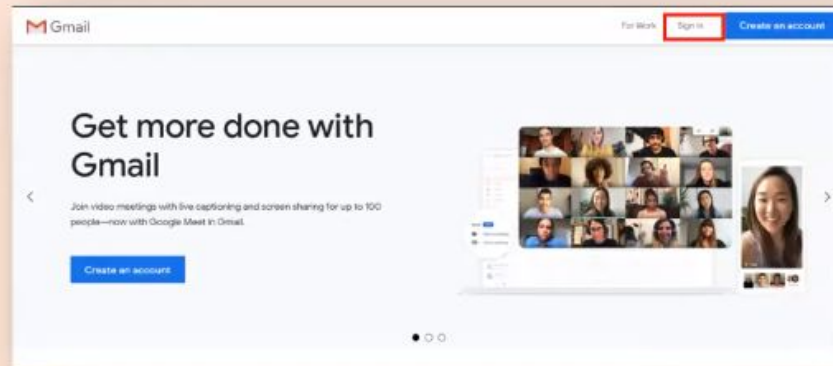 Gmail
For Work Sign in Create an account
Get more done with
Gmail
Join video meetings with live captioning and screen sharing for up to 100
people—now with Google Meet in Gmail.
Create an account